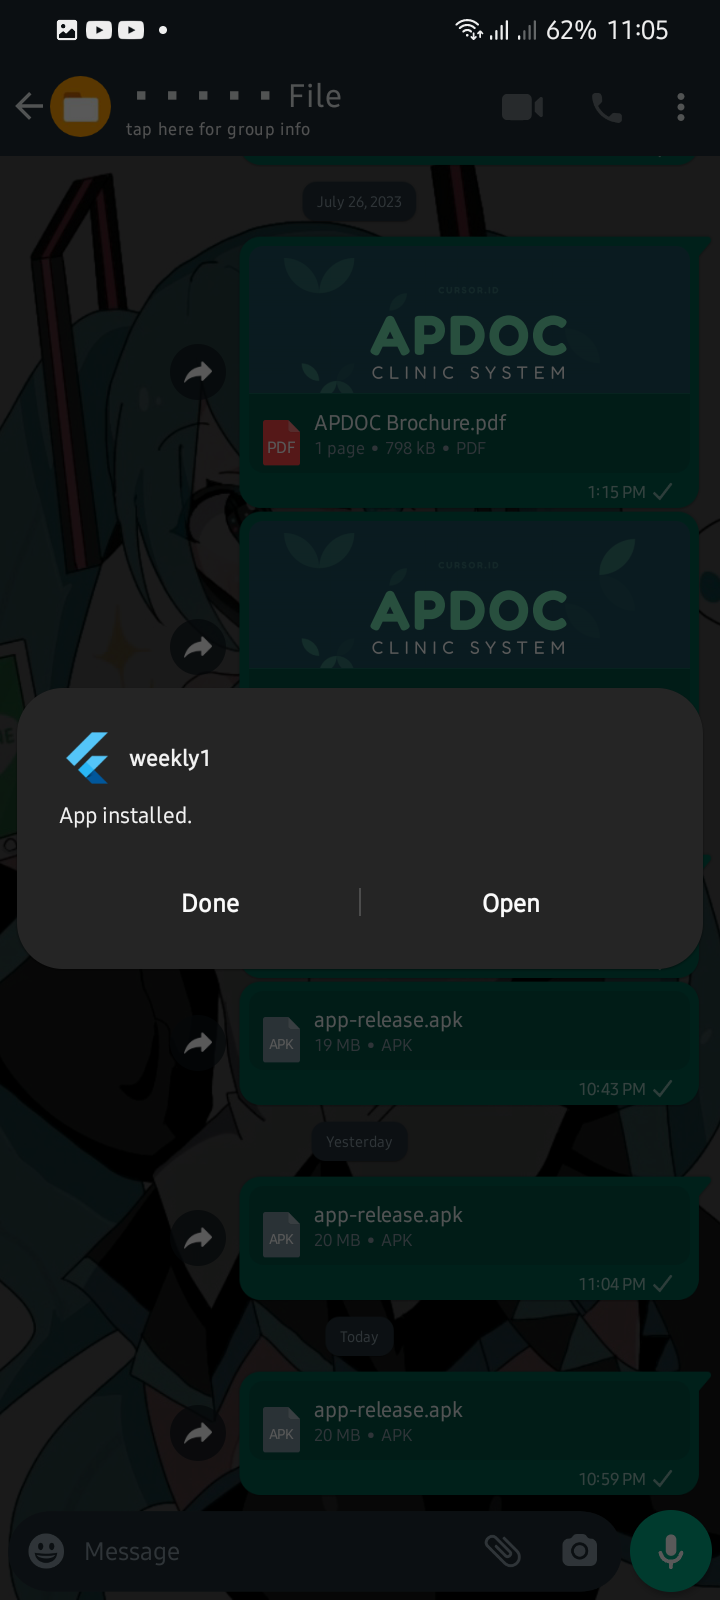 62% 11:05
▪ ▪ ▪ ▪ ▪ File
tap here for group info
July 26, 2023
CURSOR.ID
APDOC
CLINIC SYSTEM
PDF
APDOC Brochure.pdf
1 page • 798 kB • PDF
1:15 PM
CURSOR.ID
APDOC
CLINIC SYSTEM
weekly1
App installed.
Done
Open
app-release.apk
APK
19 MB • APK
10:43 PM
Yesterday
app-release.apk
APK
20 MB • APK
11:04 PM
Today
app-release.apk
APK
20 MB • APK
10:59 PM
Message